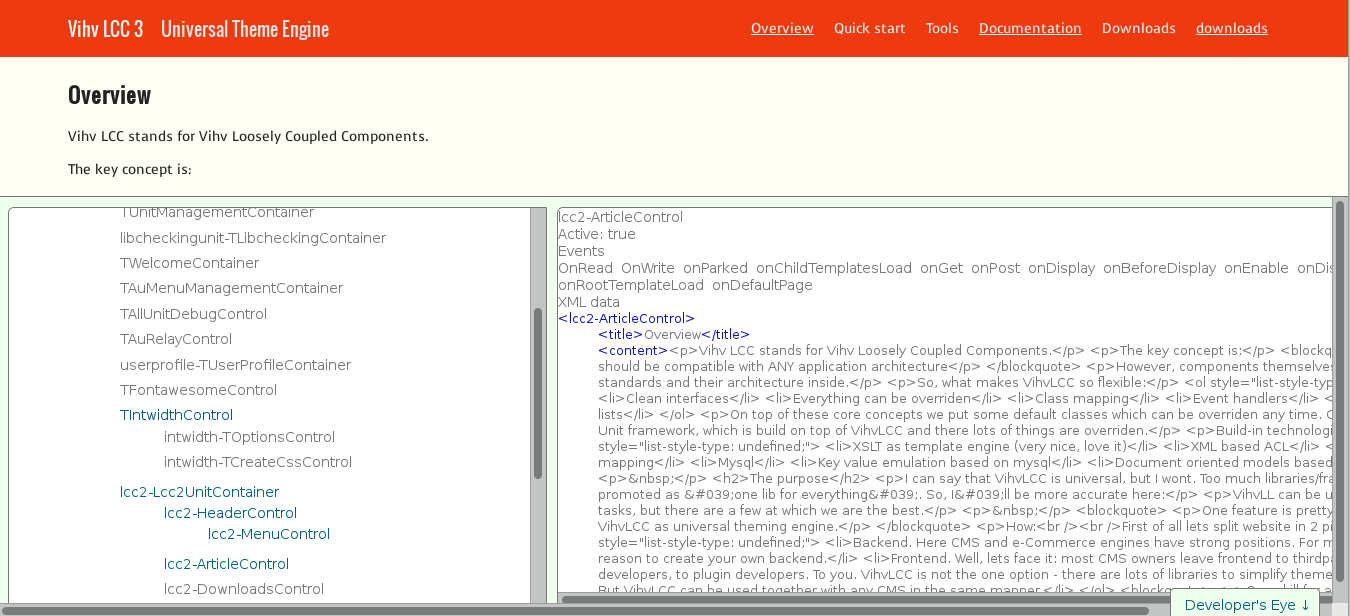 Vihv LCC 3 Universal Theme Engine Overview Quick start Tools Documentation Downloads downloads
Overview
Vihv LCC stands for Vihv Loosely Coupled Components.
The key concept is:
TUnitManagementContainer
libcheckingunit-TLibcheckingContainer
TWelcomeContainer
TAuMenuManagementContainer
TAllUnitDebugControl
TAuRelayControl
userprofile-TUserProfileContainer
TFontawesomeControl
TIntwidthControl
intwidth-TOptionsControl
intwidth-TCreateCssControl
lcc2-Lcc2UnitContainer
lcc2-HeaderControl
lcc2-MenuControl
lcc2-ArticleControl
lcc2-DownloadsControl
lcc2-ArticleControl
Active: true
Events
OnRead OnWrite onParked onChildTemplatesLoad onGet onPost onDisplay onBeforeDisplay onEnable
onRootTemplateLoad onDefaultPage
XML data
<lcc2-ArticleControl>
<title>Overview</title>
<content><p>Vihv LCC stands for Vihv Loosely Coupled Components.</p> <p>The key concept is:</p>
should be compatible with ANY application architecture</p> </blockquote> <p>However, components
standards and their architecture inside.</p> <p>So, what makes VihvLCC so flexible:</p> <ol
<li>Clean interfaces</li> <li>Everything can be overriden</li> <li>Class mapping</li> <li>Event handlers</li>
lists</li> </ol> <p>On top of these core concepts we put some default classes which can be overriden any time.
Unit framework, which is build on top of VihvLCC and there lots of things are overriden.</p> <p>Build-in
style="list-style-type: undefined;"> <li>XSLT as template engine (very nice, love it)</li> <li>XML based ACL</li>
mapping</li> <li>Mysql</li> <li>Key value emulation based on mysql</li> <li>Document oriented models based
<p>&nbsp;</p> <h2>The purpose</h2> <p>I can say that VihvLCC is universal, but I wont. Too much
promoted as &#039;one lib for everything&#039;. So, I&#039;ll be more accurate here:</p> <p>VihvLL can be
tasks, but there are a few at which we are the best.</p> <p>&nbsp;</p> <blockquote> <p>One feature is pretty
VihvLCC as universal theming engine.</p> </blockquote> <p>How:<br /><br />First of all lets split website in 2
style="list-style-type: undefined;"> <li>Backend. Here CMS and e-Commerce engines have strong positions. For
reason to create your own backend.</li> <li>Frontend. Well, lets face it: most CMS owners leave frontend to
developers, to plugin developers. To you. VihvLCC is not the one option - there are lots of libraries to simplify
But VihvLCC can be used together with any CMS in the same manner.</li> </ol>
Developer's Eye ↓